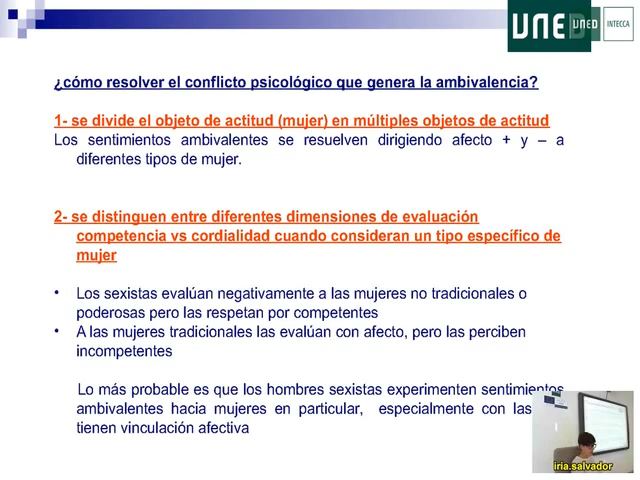 UNED
UNED
INTECCA
¿cómo resolver el conflicto psicológico que genera la ambivalencia?
1- se divide el objeto de actitud (mujer) en múltiples objetos de actitud
Los sentimientos ambivalentes se resuelven dirigiendo afecto + y – a
diferentes tipos de mujer.
2- se distinguen entre diferentes dimensiones de evaluación
competencia vs cordialidad cuando consideran un tipo específico de
mujer
• Los sexistas evalúan negativamente a las mujeres no tradicionales o
poderosas pero las respetan por competentes
• A las mujeres tradicionales las evalúan con afecto, pero las perciben
incompetentes
Lo más probable es que los hombres sexistas experimenten sentimientos
ambivalentes hacia mujeres en particular, especialmente con las
tienen vinculación afectiva
iria.salvador